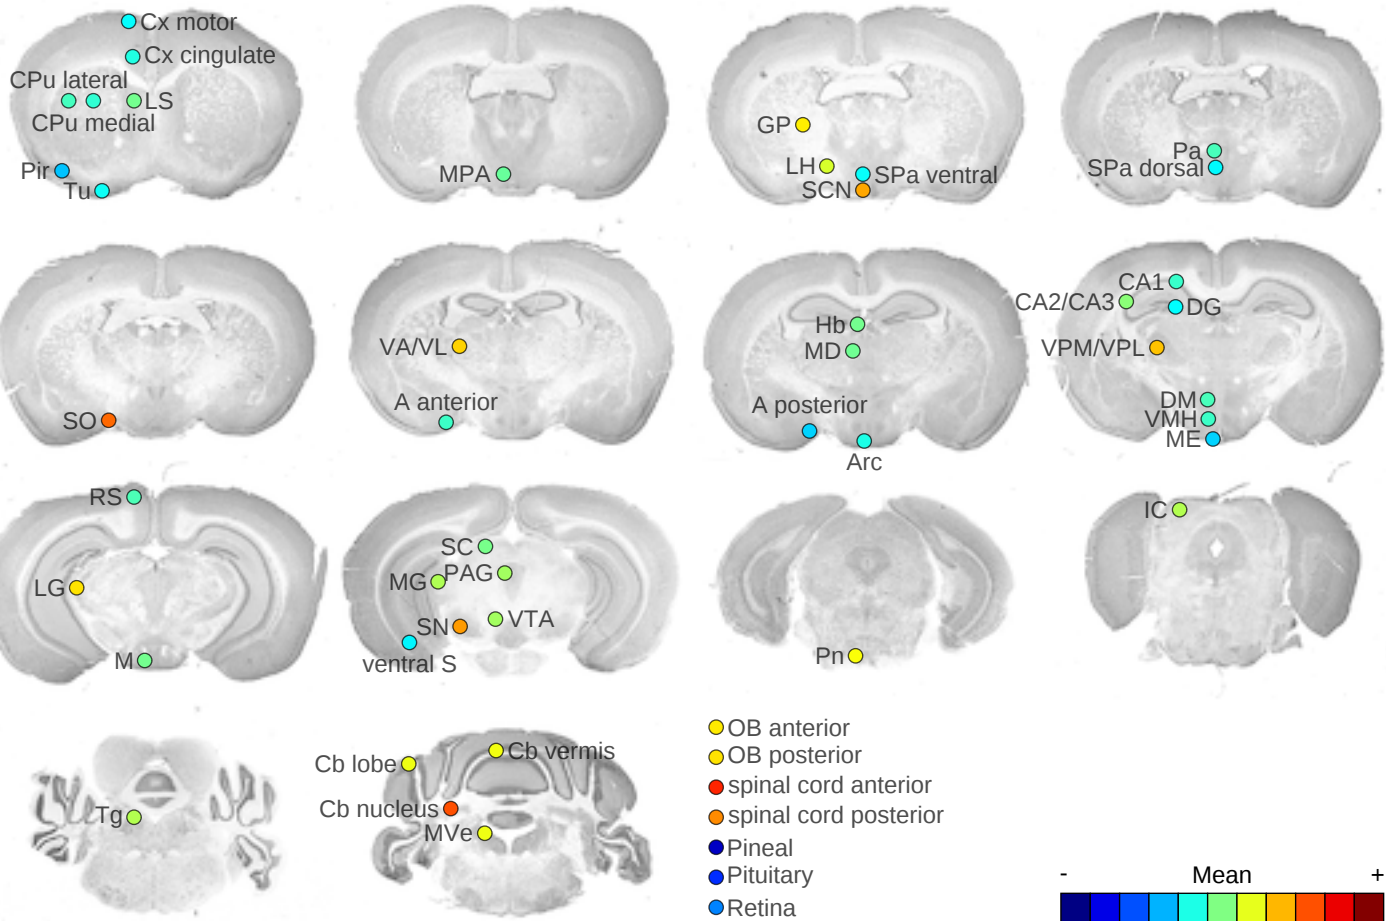 Cx motor
Cx cingulate
CPu lateral
LS
CPu medial
Pir
Tu
MPA
GP
LH
SPa ventral
SCN
Pa
SPa dorsal
SO
VA/VL
A anterior
Hb
MD
A posterior
Arc
CA1
CA2/CA3
DG
VPM/VPL
DM
VMH
ME
RS
LG
M
SC
MG
PAG
SN
VTA
ventral S
Pn
IC
Tg
Cb lobe
Cb vermis
Cb nucleus
MVe
OB anterior
OB posterior
spinal cord anterior
spinal cord posterior
Pineal
Pituitary
Retina
- Mean +